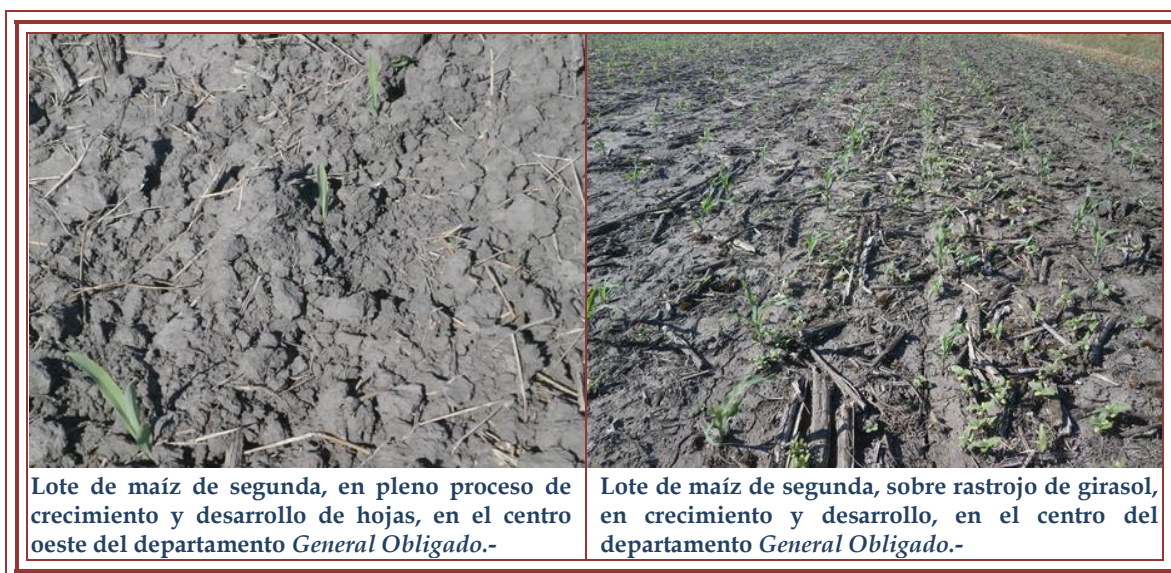 Lote de maíz de segunda, en pleno proceso de
crecimiento y desarrollo de hojas, en el centro
oeste del departamento General Obligado.-
Lote de maíz de segunda, sobre rastrojo de girasol,
en crecimiento y desarrollo, en el centro del
departamento General Obligado.-